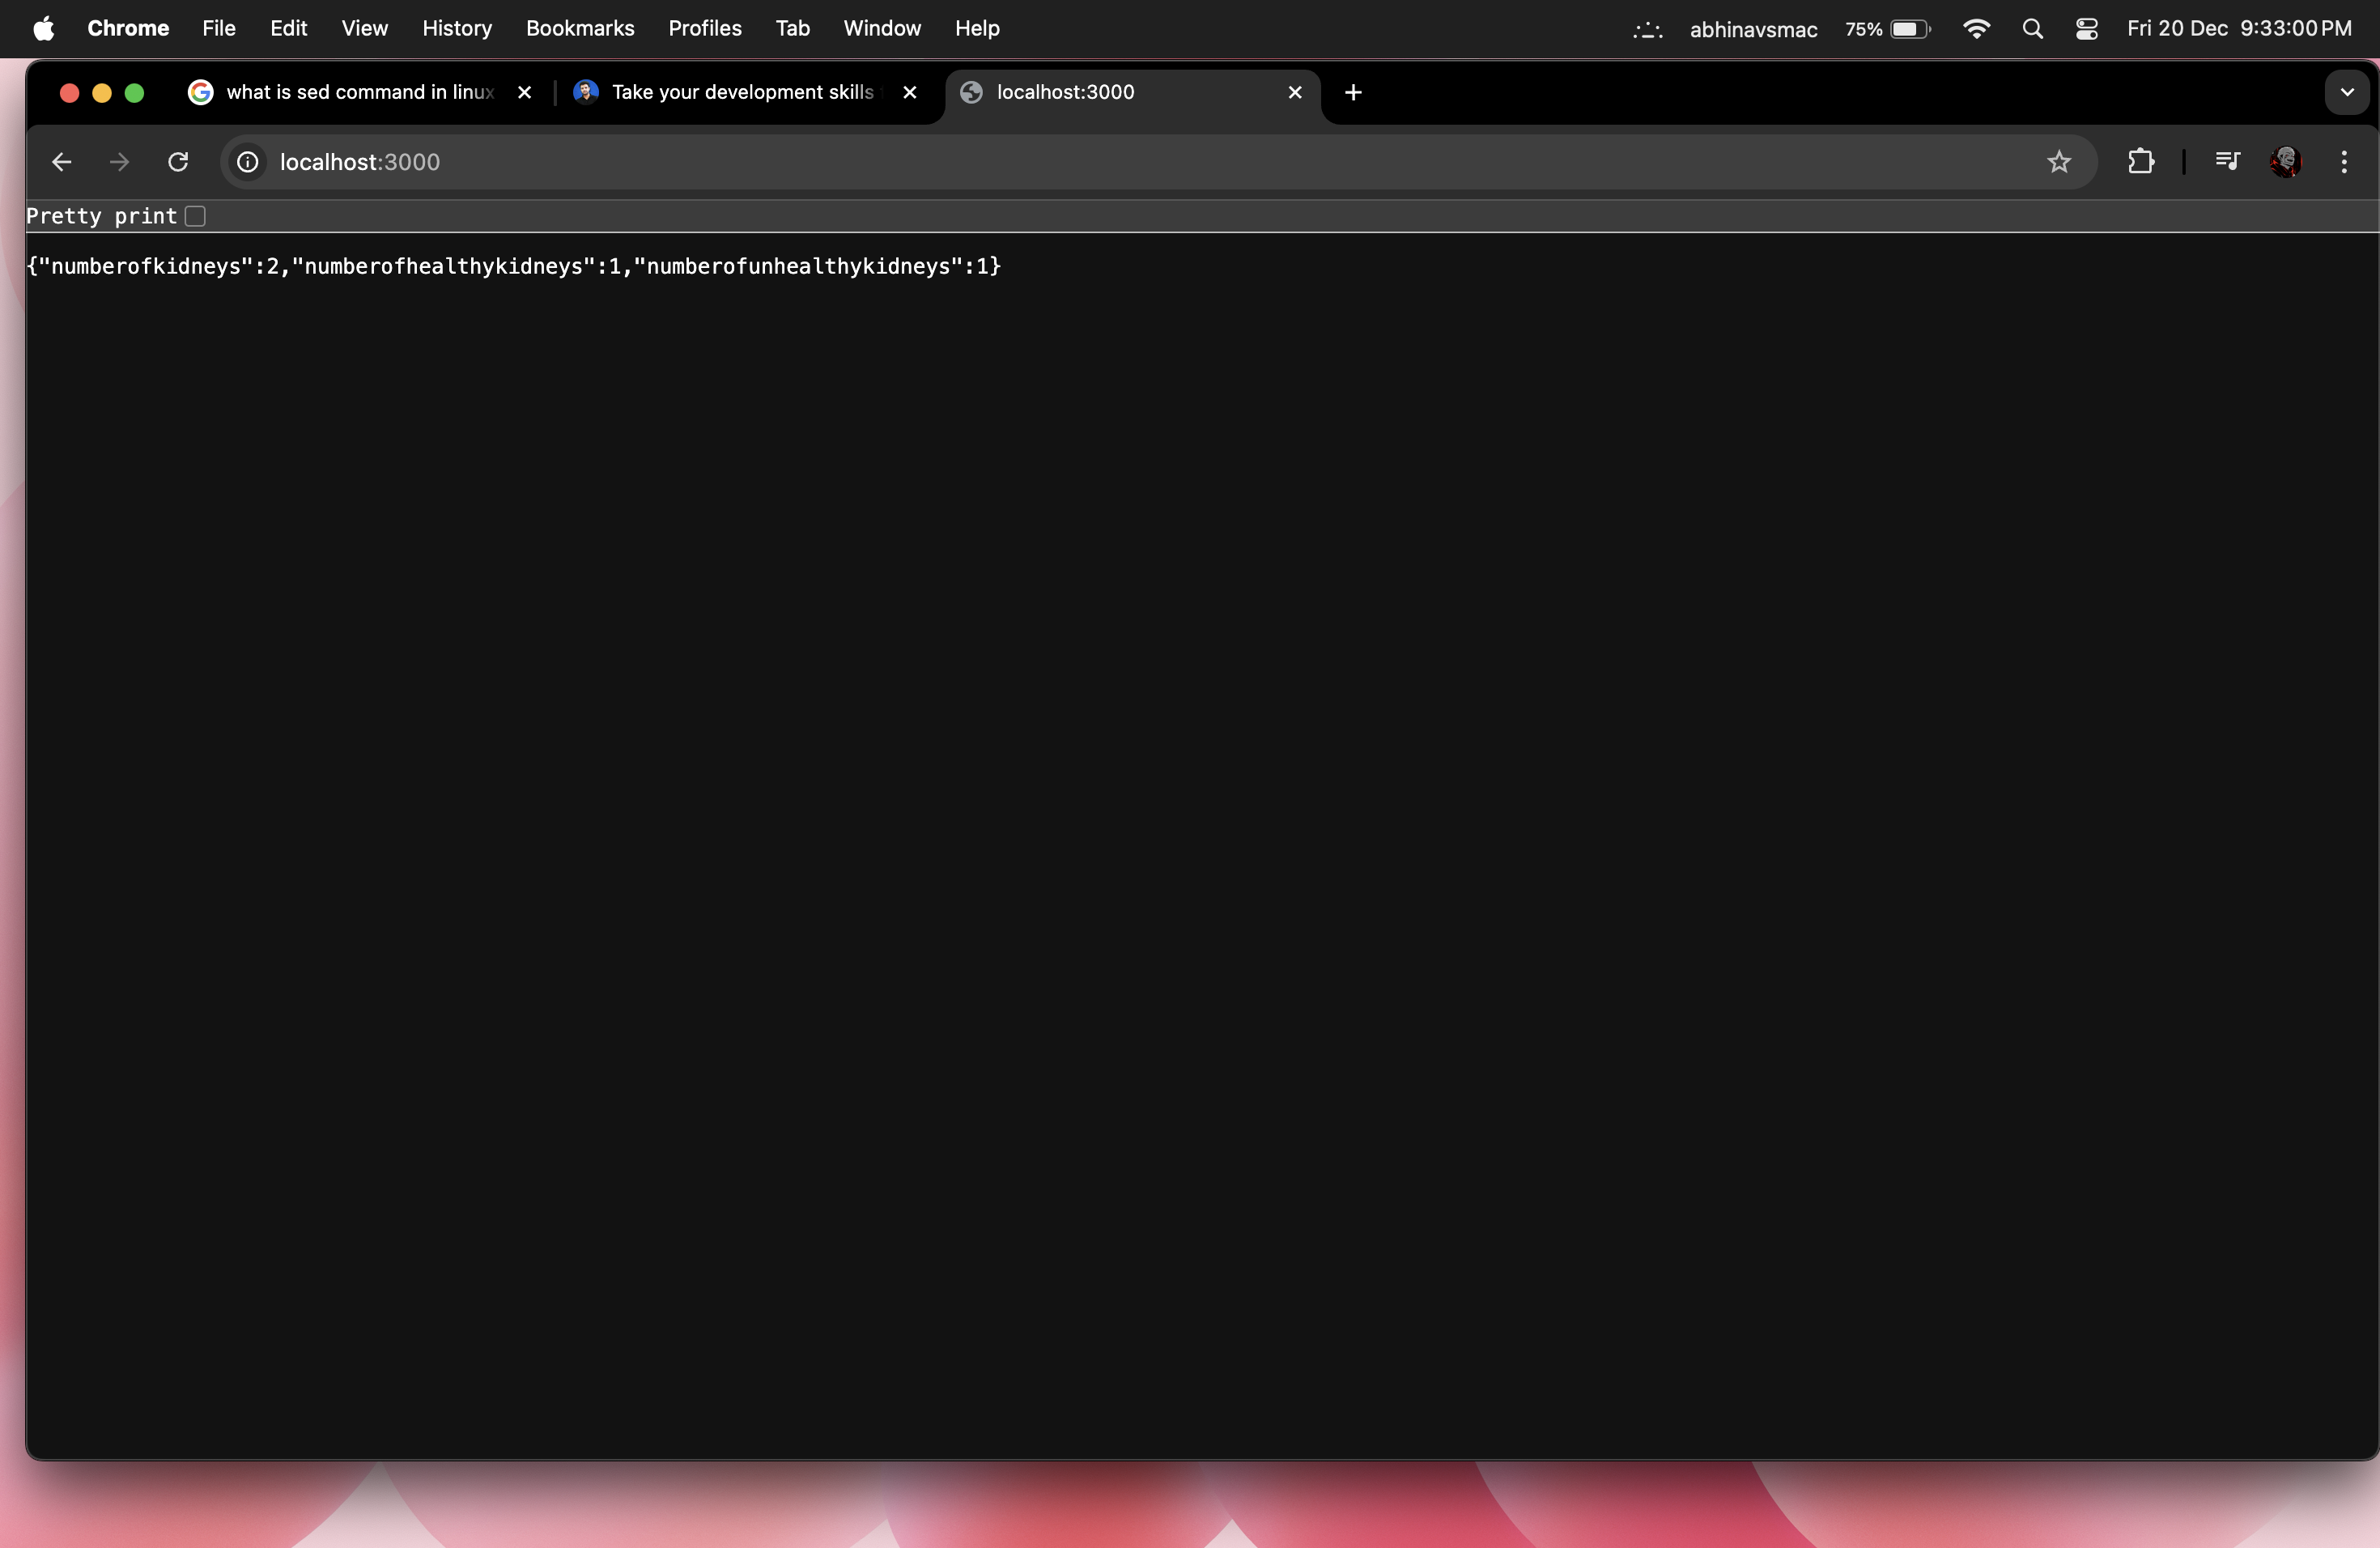 Chrome File Edit View History Bookmarks Profiles Tab Window Help abhinavsmac 75% Fri 20 Dec 9:33:00 PM
what is sed command in linux Take your development skills localhost:3000
localhost:3000
Pretty print
{"numberofkidneys":2,"numberofhealthykidneys":1,"numberofunhealthykidneys":1}